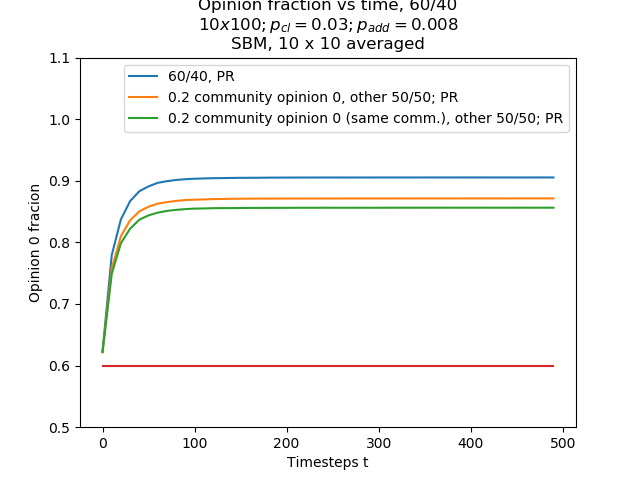 Opinion fraction vs time, 60/40
10x100; p_cl = 0.03; p_add = 0.008
SBM, 10 x 10 averaged
60/40, PR
0.2 community opinion 0, other 50/50; PR
0.2 community opinion 0 (same comm.), other 50/50; PR
1.1
1.0
0.9
0.8
0.7
0.6
0.5
Opinion 0 fracion
0
100
200
300
400
500
Timesteps t